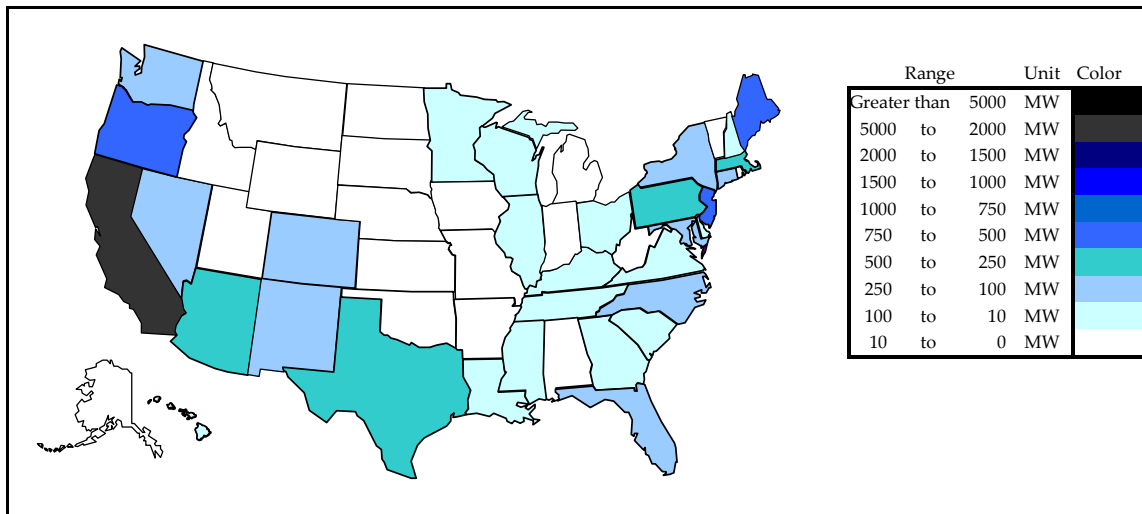 Range Unit Color
Greater than 5000 MW
5000 to 2000 MW
2000 to 1500 MW
1500 to 1000 MW
1000 to 750 MW
750 to 500 MW
500 to 250 MW
250 to 100 MW
100 to 10 MW
10 to 0 MW